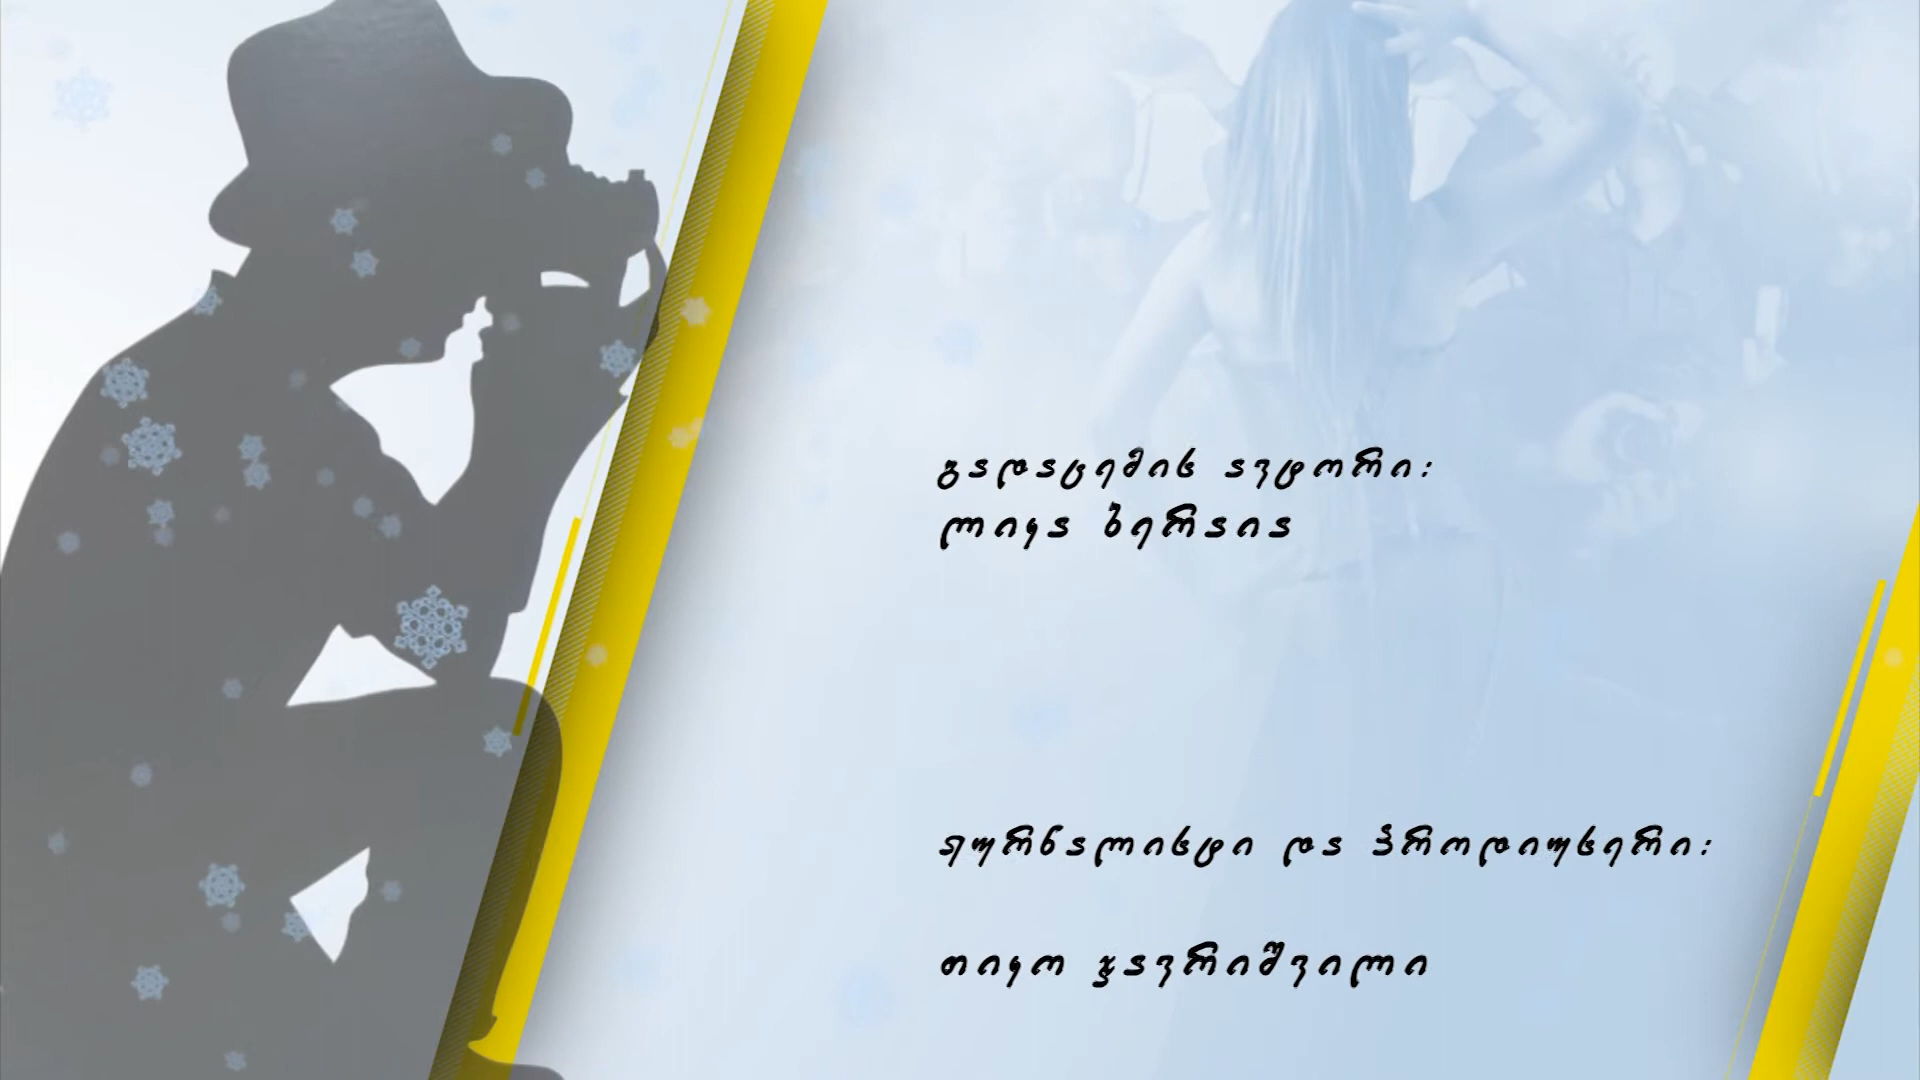 გადაცემის ავტორი:
ლიკა ბერაია
ჟურნალისტი და პროდიუსერი:
თიკო ჯავრიშვილი